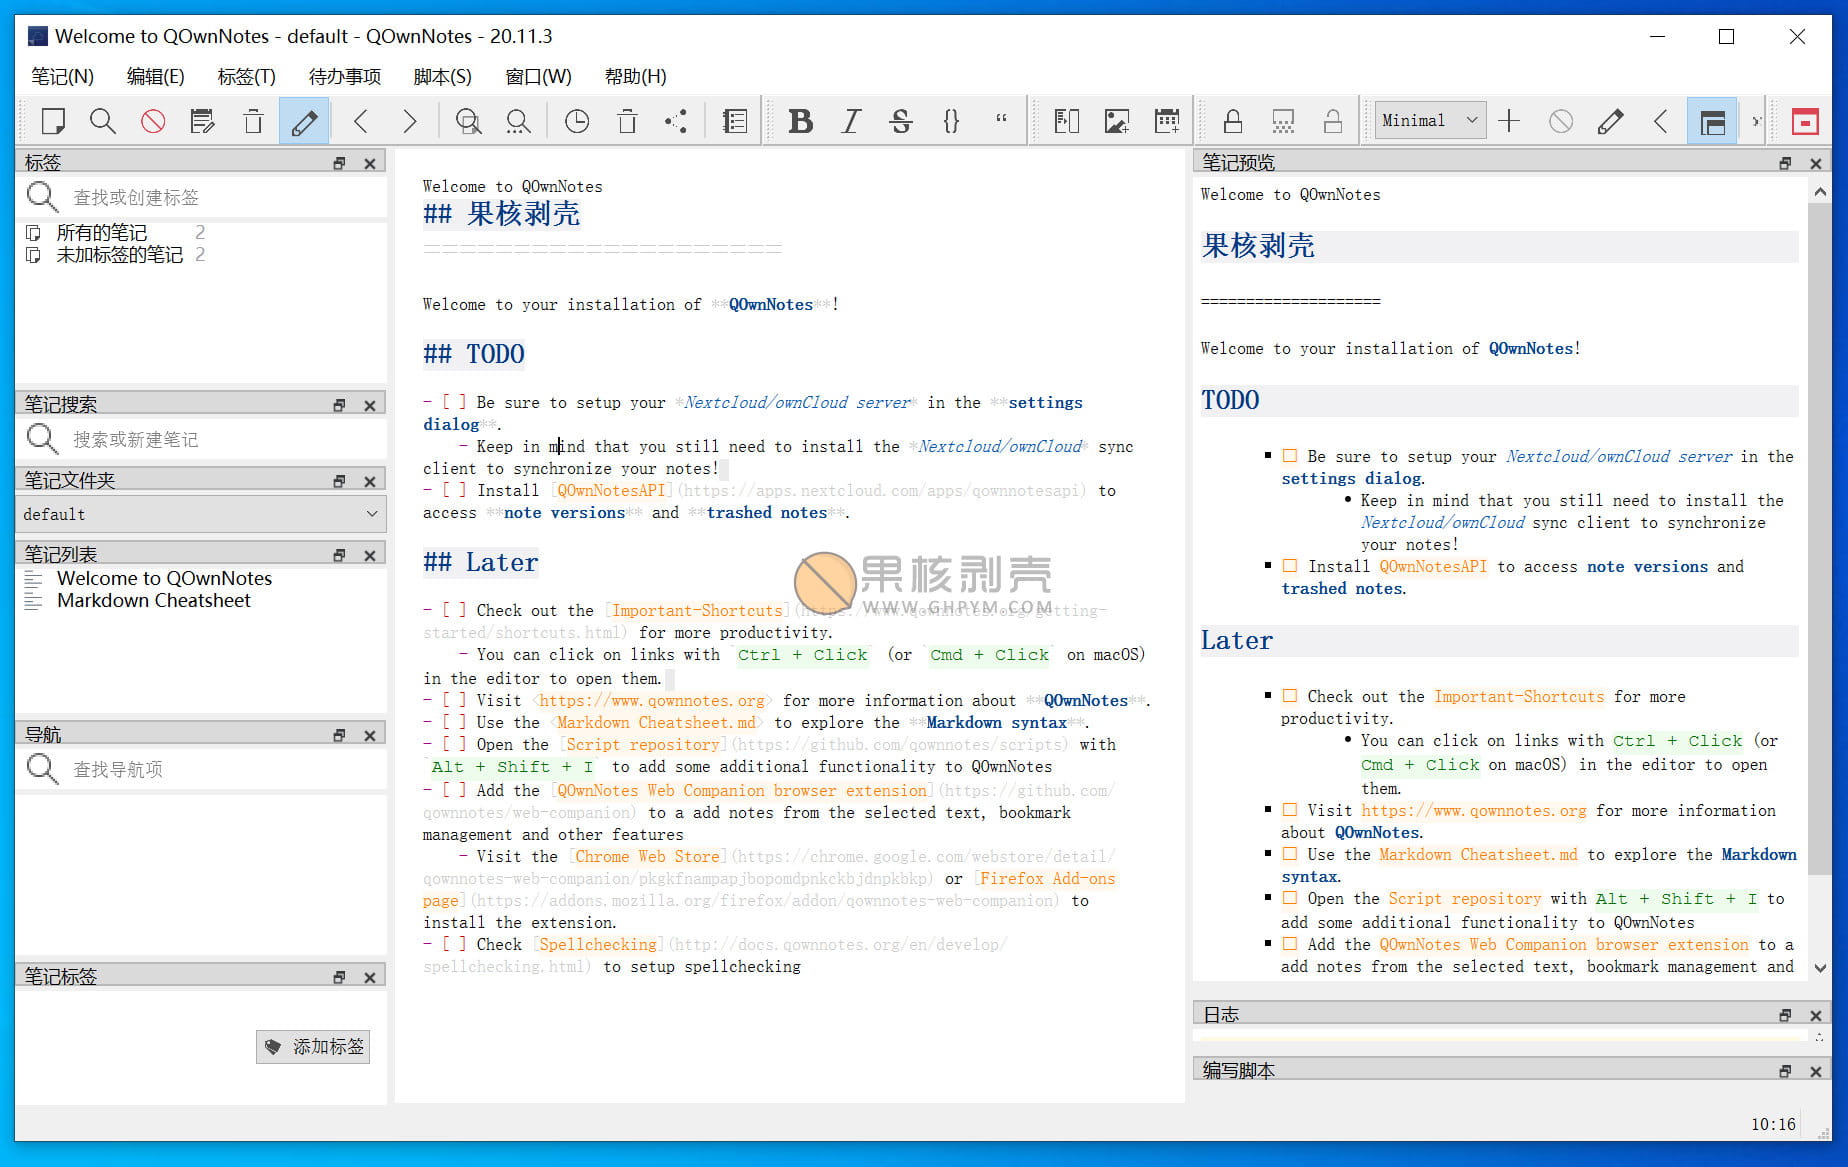 Welcome to QOwnNotes - default - QOwnNotes - 20.11.3
笔记(N) 编辑(E) 标签(T) 待办事项 脚本(S) 窗口(W) 帮助(H)
Minimal
标签
查找或创建标签
所有的笔记 2
未加标签的笔记 2
笔记搜索
搜索或新建笔记
笔记文件夹
default
笔记列表
Welcome to QOwnNotes
Markdown Cheatsheet
导航
查找导航项
笔记标签
添加标签
Welcome to QOwnNotes
## 果核剥壳
====================
Welcome to your installation of **QOwnNotes**!
## TODO
- [ ] Be sure to setup your *Nextcloud/ownCloud server* in the **settings
dialog**.
- Keep in mind that you still need to install the *Nextcloud/ownCloud* sync
client to synchronize your notes!
- [ ] Install [QOwnNotesAPI](https://apps.nextcloud.com/apps/qownnotesapi) to
access **note versions** and **trashed notes**.
## Later
- [ ] Check out the [Important-Shortcuts](https://www.qownnotes.org/getting-
started/shortcuts.html) for more productivity.
- You can click on links with `Ctrl + Click` (or `Cmd + Click` on macOS)
in the editor to open them.
- [ ] Visit <https://www.qownnotes.org> for more information about **QOwnNotes**.
- [ ] Use the <Markdown Cheatsheet.md> to explore the **Markdown syntax**.
- [ ] Open the [Script repository](https://github.com/qownnotes/scripts) with
`Alt + Shift + I` to add some additional functionality to QOwnNotes
- [ ] Add the [QOwnNotes Web Companion browser extension](https://github.com/
qownnotes/web-companion) to a add notes from the selected text, bookmark
management and other features
- Visit the [Chrome Web Store](https://chrome.google.com/webstore/detail/
qownnotes-web-companion/pkgkfnampapjbopomdpnkckbjdnpkbkp) or [Firefox Add-ons
page](https://addons.mozilla.org/firefox/addon/qownnotes-web-companion) to
install the extension.
- [ ] Check [Spellchecking](http://docs.qownnotes.org/en/develop/
spellchecking.html) to setup spellchecking
果核剥壳
WWW.GHPYM.COM
笔记预览
Welcome to QOwnNotes
果核剥壳
====================
Welcome to your installation of QOwnNotes!
TODO
Be sure to setup your Nextcloud/ownCloud server in the
settings dialog.
Keep in mind that you still need to install the
Nextcloud/ownCloud sync client to synchronize
your notes!
Install QOwnNotesAPI to access note versions and
trashed notes.
Later
Check out the Important-Shortcuts for more
productivity.
You can click on links with Ctrl + Click (or
Cmd + Click on macOS) in the editor to open
them.
Visit https://www.qownnotes.org for more information
about QOwnNotes.
Use the Markdown Cheatsheet.md to explore the Markdown
syntax.
Open the Script repository with Alt + Shift + I to
add some additional functionality to QOwnNotes
Add the QOwnNotes Web Companion browser extension to a
add notes from the selected text, bookmark management and
日志
编写脚本
10:16